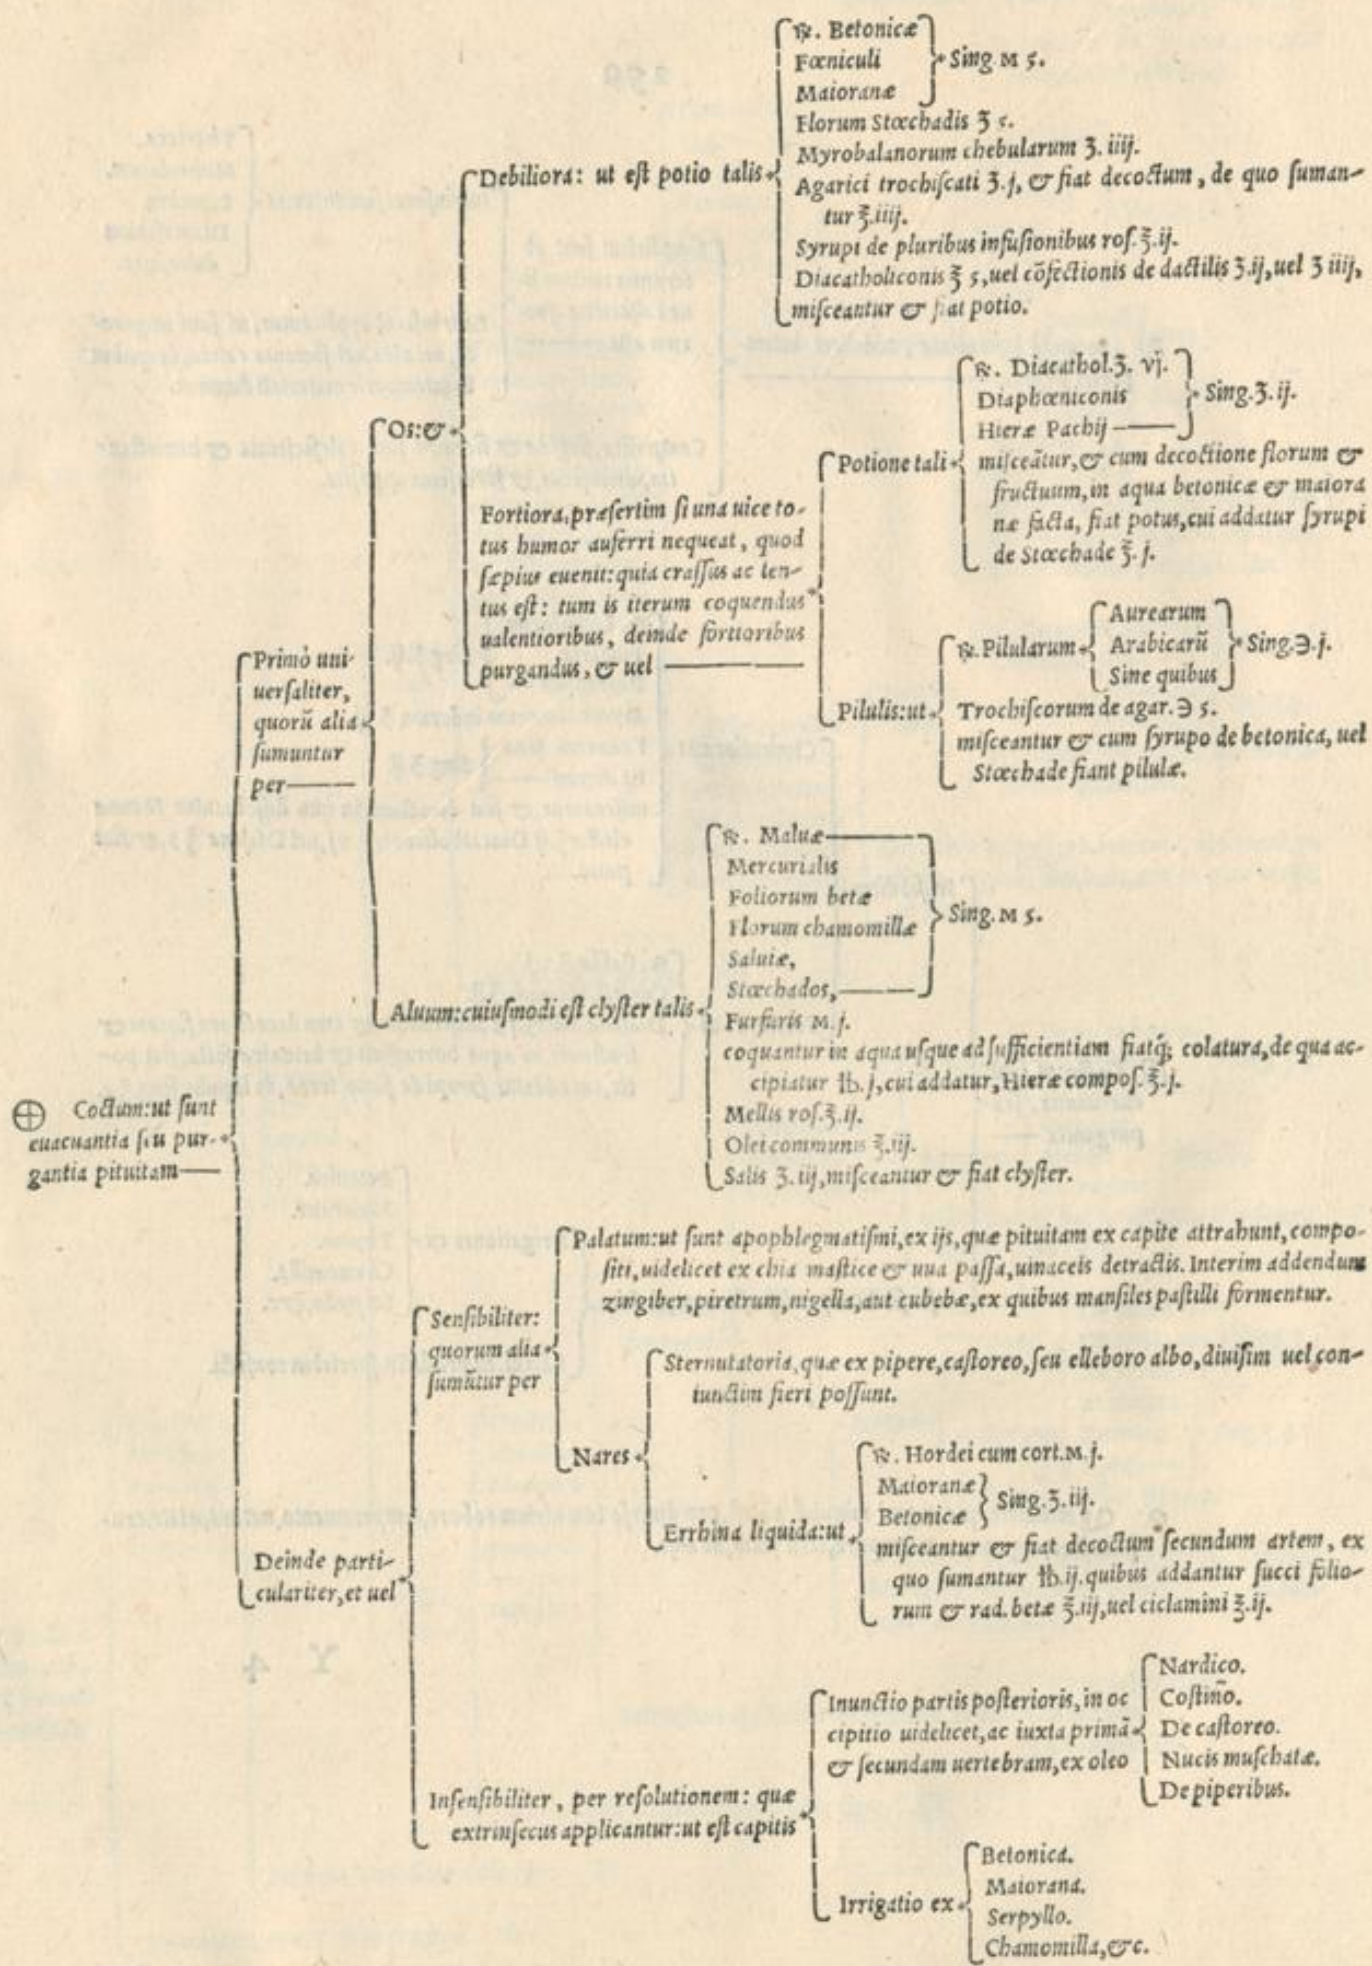 ℞. Betonicæ
Fœniculi
Maioranæ
Sing M s.
Florum Stœchadis ʒ s.
Myrobalanorum chebularum ʒ. iiij.
Debiliora: ut eſt potio talis
Agarici trochiſcati ʒ.j, & fiat decoctum, de quo ſuman-
tur ℥.iiij.
Syrupi de pluribus infuſionibus roſ.℥.ij.
Diacatholiconis ℥ s, uel cōfectionis de dactilis ʒ.ij, uel ʒ iiij,
miſceantur & fiat potio.
Os:&
Fortiora, præſertim ſi una uice to-
tus humor auferri nequeat, quod
ſæpius euenit: quia craſſus ac len-
tus eſt: tum is iterum coquendus
ualentioribus, deinde fortioribus
purgandus, & uel
Potione tali
℞. Diacathol.ʒ. vj.
Diaphœniconis
Hieræ Pachij
Sing.ʒ.ij.
miſceātur, & cum decoctione florum &
fructuum, in aqua betonicæ & maiora
næ facta, fiat potus, cui addatur ſyrupi
de Stœchade ℥. j.
Pilulis: ut
℞. Pilularum
Aurearum
Arabicarū
Sine quibus
Sing.℈.j.
Trochiſcorum de agar.℈ s.
miſceantur & cum ſyrupo de betonica, uel
Stœchade fiant pilulæ.
Primò uni-
uerſaliter,
quorū alia
ſumuntur
per
Aluum: cuiuſmodi eſt clyſter talis
℞. Maluæ
Mercurialis
Foliorum betæ
Florum chamomillæ
Saluiæ,
Stœchados,
Sing. M s.
Furfuris M. j.
coquantur in aqua uſque ad ſufficientiam fiatq́; colatura, de qua ac-
cipiatur ℔. j, cui addatur, Hieræ compoſ.℥.j.
Mellis roſ.℥.ij.
Olei communis ℥.iij.
Salis ʒ. iij, miſceantur & fiat clyſter.
⊕ Coctum: ut ſunt
euacuantia ſeu pur-
gantia pituitam
Palatum: ut ſunt apophlegmatiſmi, ex ijs, quæ pituitam ex capite attrahunt, compo-
ſiti, uidelicet ex chia maſtice & uua paſſa, uinaceis detractis. Interim addendum
zingiber, piretrum, nigella, aut cubebæ, ex quibus manſiles paſtilli formentur.
Senſibiliter:
quorum alia
ſumūtur per
Nares
Sternutatoria, quæ ex pipere, caſtoreo, ſeu elleboro albo, diuiſim uel con-
iunctim fieri poſſunt.
Errhina liquida: ut
℞. Hordei cum cort.M. j.
Maioranæ
Betonicæ
Sing.ʒ.iij.
miſceantur & fiat decoctum ſecundum artem, ex
quo ſumantur ℔.ij. quibus addantur ſucci folio-
rum & rad. betæ ℥.iij, uel ciclamini ℥.ij.
Deinde parti-
culariter, et uel
Inſenſibiliter, per reſolutionem: quæ
extrinſecus applicantur: ut eſt capitis
Inunctio partis poſterioris, in oc
cipitio uidelicet, ac iuxta primā
& ſecundam uertebram, ex oleo
Nardico.
Coſtino.
De caſtoreo.
Nucis muſchatæ.
De piperibus.
Irrigatio ex
Betonica.
Maiorana.
Serpyllo.
Chamomilla, &c.